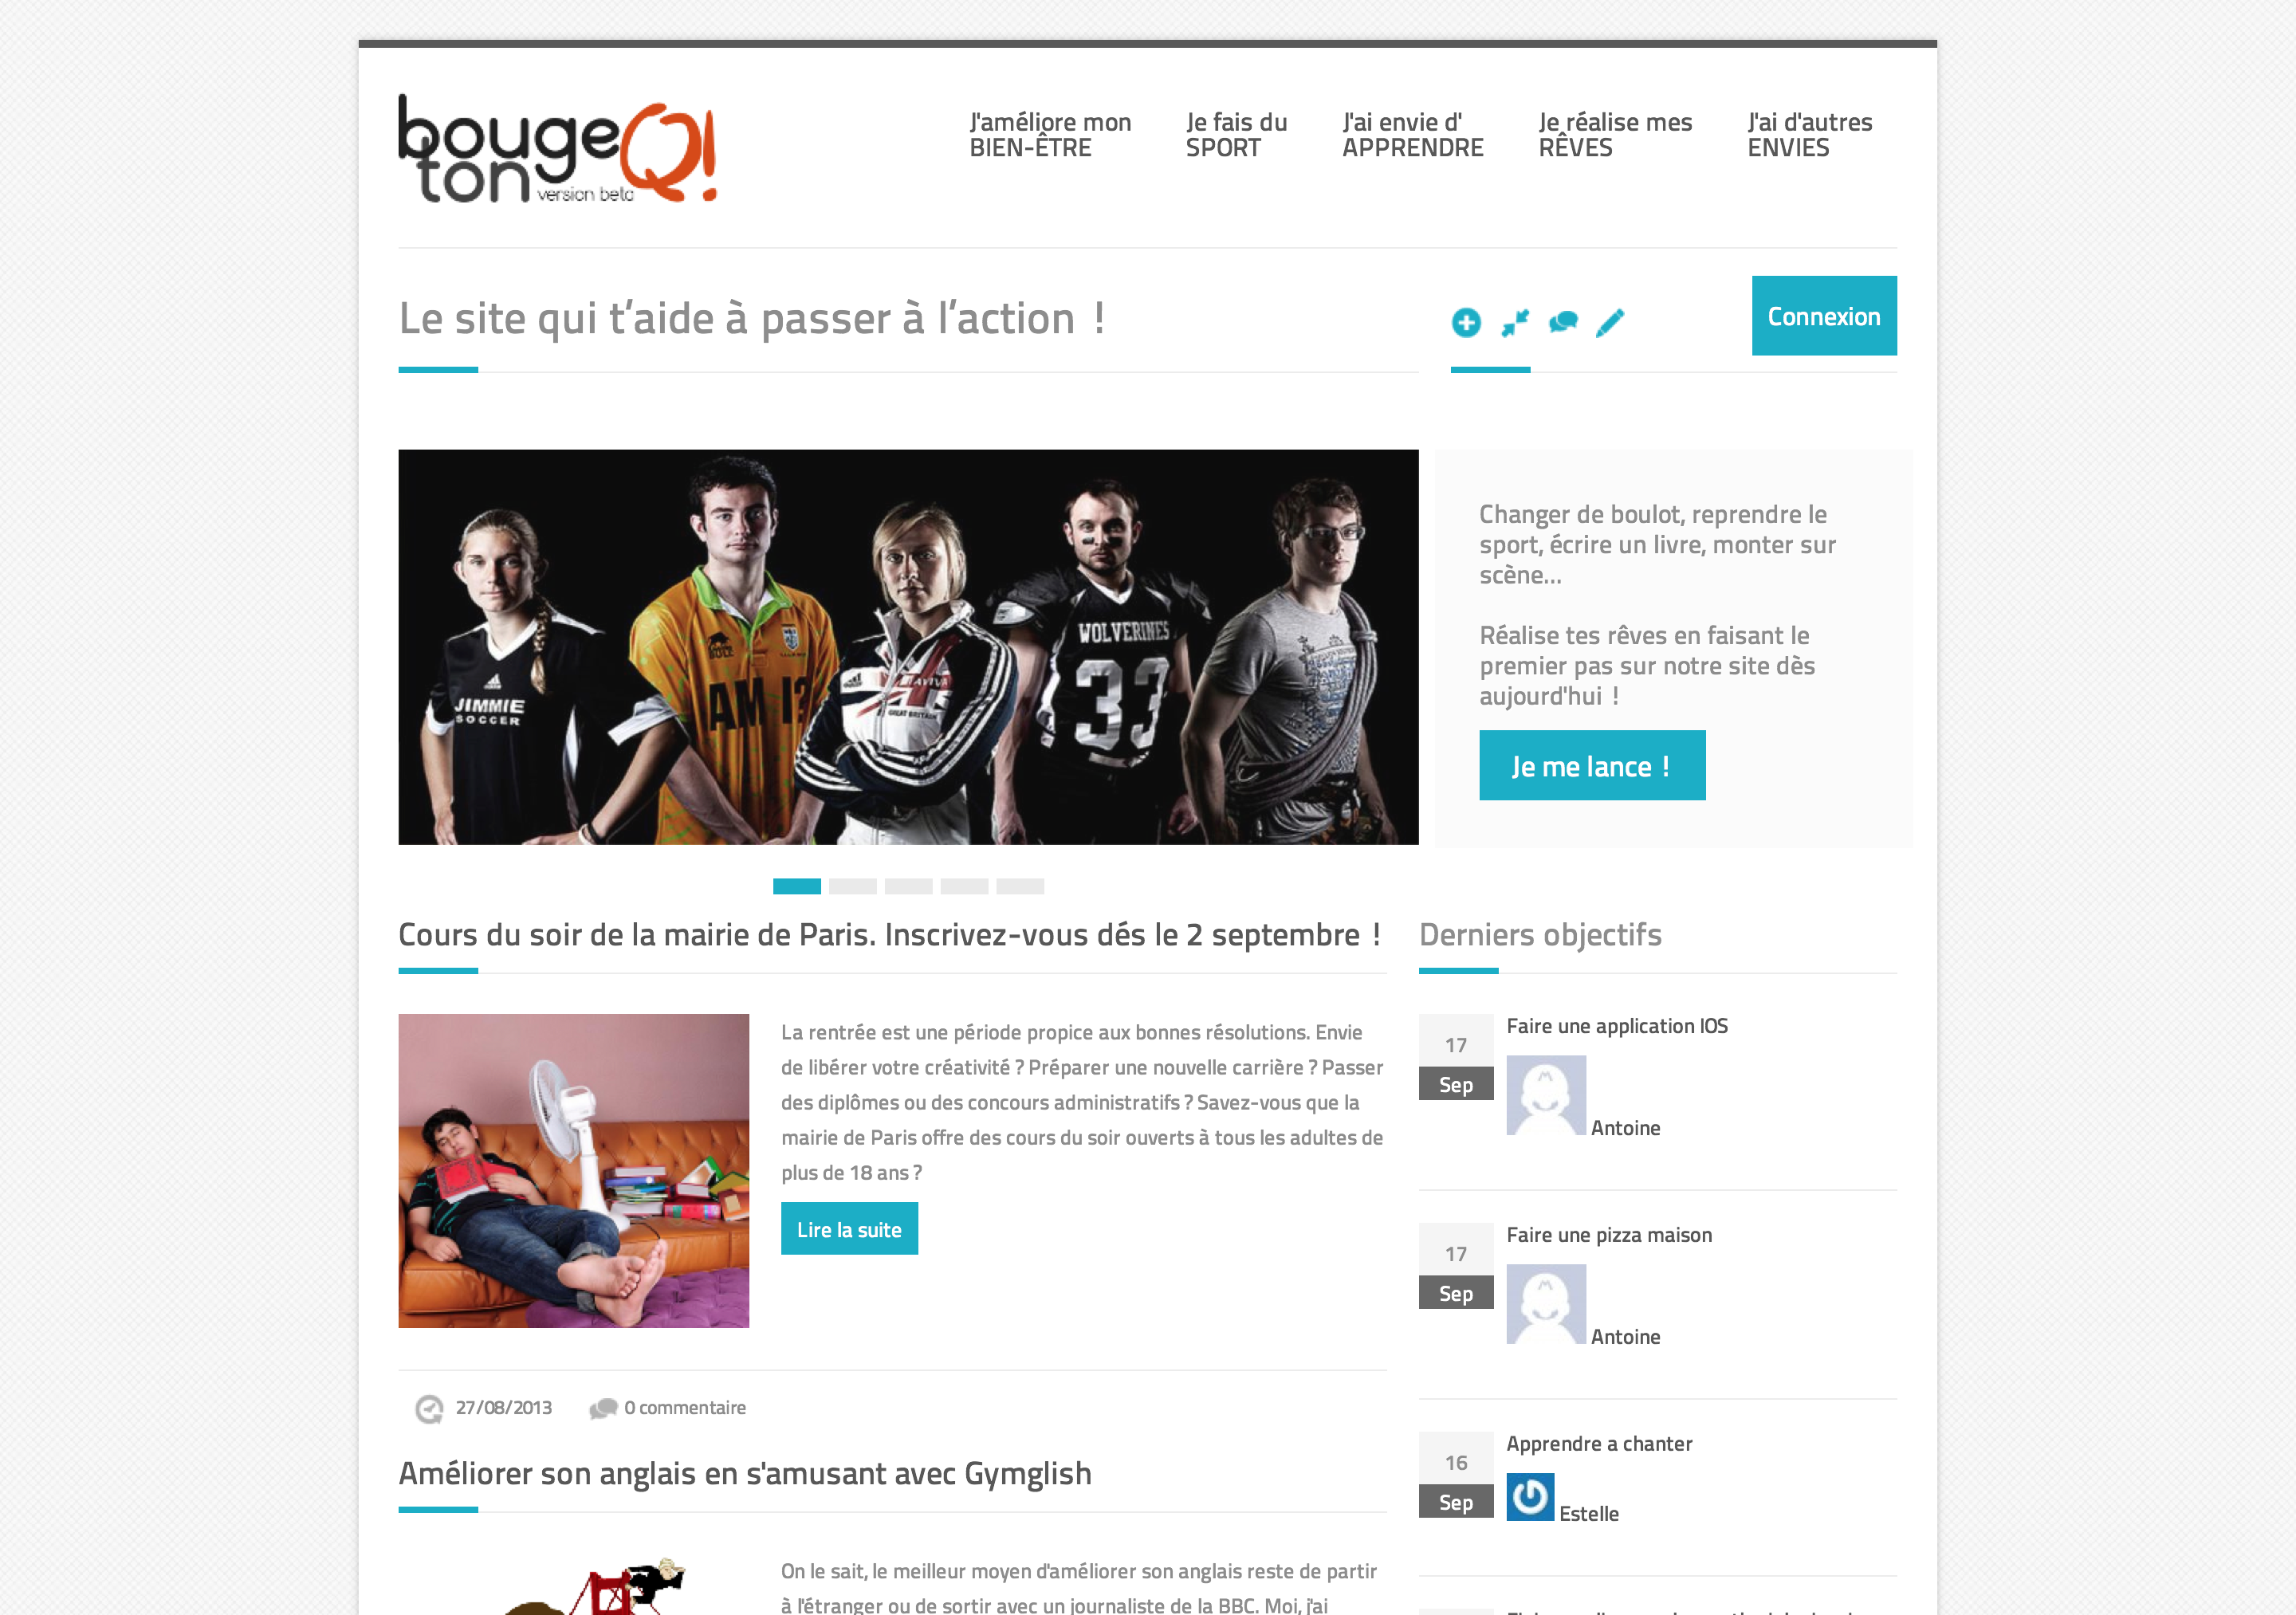 bouge
ton Q!
version beta
J'améliore mon
BIEN-ÊTRE
Je fais du
SPORT
J'ai envie d'
APPRENDRE
Je réalise mes
RÊVES
J'ai d'autres
ENVIES
Le site qui t’aide à passer à l’action !
Connexion
JIMMIE
SOCCER
AM I?
AVIVA
GREAT BRITAIN
WOLVERINES
33
Changer de boulot, reprendre le
sport, écrire un livre, monter sur
scène...
Réalise tes rêves en faisant le
premier pas sur notre site dès
aujourd'hui !
Je me lance !
Cours du soir de la mairie de Paris. Inscrivez-vous dés le 2 septembre !
La rentrée est une période propice aux bonnes résolutions. Envie
de libérer votre créativité ? Préparer une nouvelle carrière ? Passer
des diplômes ou des concours administratifs ? Savez-vous que la
mairie de Paris offre des cours du soir ouverts à tous les adultes de
plus de 18 ans ?
Lire la suite
27/08/2013
0 commentaire
Améliorer son anglais en s'amusant avec Gymglish
On le sait, le meilleur moyen d'améliorer son anglais reste de partir
à l'étranger ou de sortir avec un journaliste de la BBC. Moi, j'ai
Derniers objectifs
17
Sep
Faire une application IOS
Antoine
17
Sep
Faire une pizza maison
Antoine
16
Sep
Apprendre a chanter
Estelle